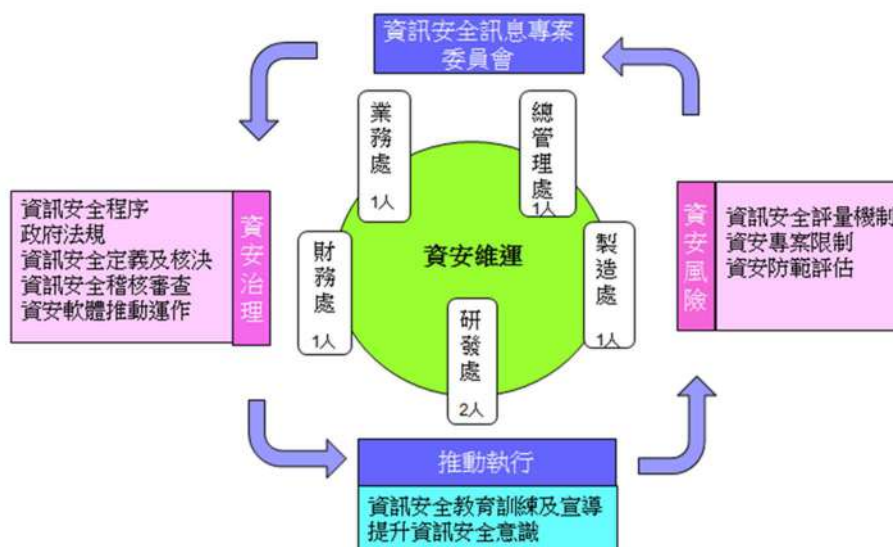 資訊安全訊息專案
委員會
業務處
1人
總管理處
1人
資訊安全程序
政府法規
資訊安全定義及核決
資訊安全稽核審查
資安軟體推動運作
資安治理
財務處
1人
資安維運
製造處
1人
研發處
2人
資安風險
資訊安全評量機制
資安專案限制
資安防範評估
推動執行
資訊安全教育訓練及宣導
提升資訊安全意識